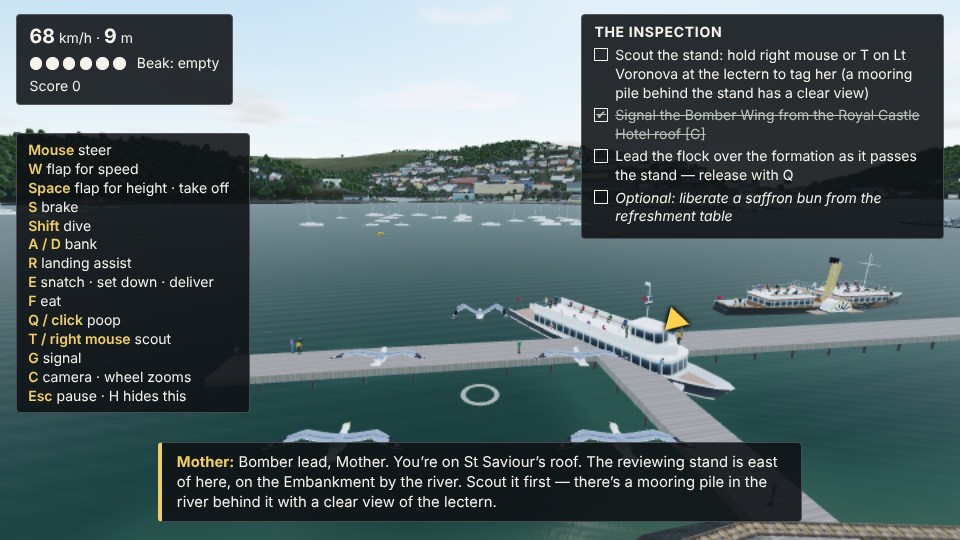 68 km/h · 9 m
Beak: empty
Score 0
Mouse steer
W flap for speed
Space flap for height · take off
S brake
Shift dive
A / D bank
R landing assist
E snatch · set down · deliver
F eat
Q / click poop
T / right mouse scout
G signal
C camera · wheel zooms
Esc pause · H hides this
THE INSPECTION
Scout the stand: hold right mouse or T on Lt
Voronova at the lectern to tag her (a mooring
pile behind the stand has a clear view)
Signal the Bomber Wing from the Royal Castle
Hotel roof [G]
Lead the flock over the formation as it passes
the stand — release with Q
Optional: liberate a saffron bun from the
refreshment table
Mother: Bomber lead, Mother. You’re on St Saviour’s roof. The reviewing stand is east
of here, on the Embankment by the river. Scout it first — there’s a mooring pile in the
river behind it with a clear view of the lectern.